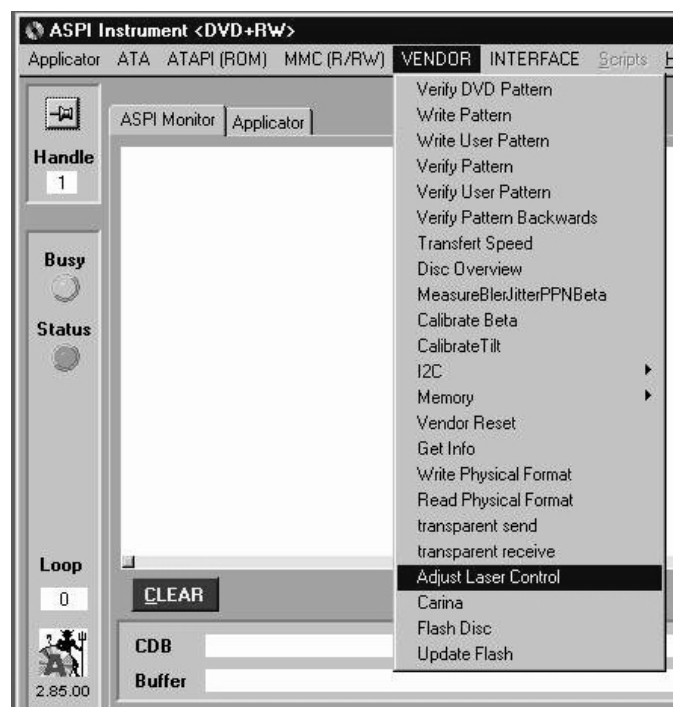 ASPI Instrument <DVD+RW>
Applicator ATA ATAPI (ROM) MMC (R/RW) VENDOR INTERFACE Scripts
ASPI Monitor Applicator
Handle
1
Busy
Status
Loop
0
2.85.00
CLEAR
CDB
Buffer
Verify DVD Pattern
Write Pattern
Write User Pattern
Verify Pattern
Verify User Pattern
Verify Pattern Backwards
Transfert Speed
Disc Overview
MeasureBlerJitterPPNBeta
Calibrate Beta
CalibrateTilt
I2C
Memory
Vendor Reset
Get Info
Write Physical Format
Read Physical Format
transparent send
transparent receive
Adjust Laser Control
Carina
Flash Disc
Update Flash